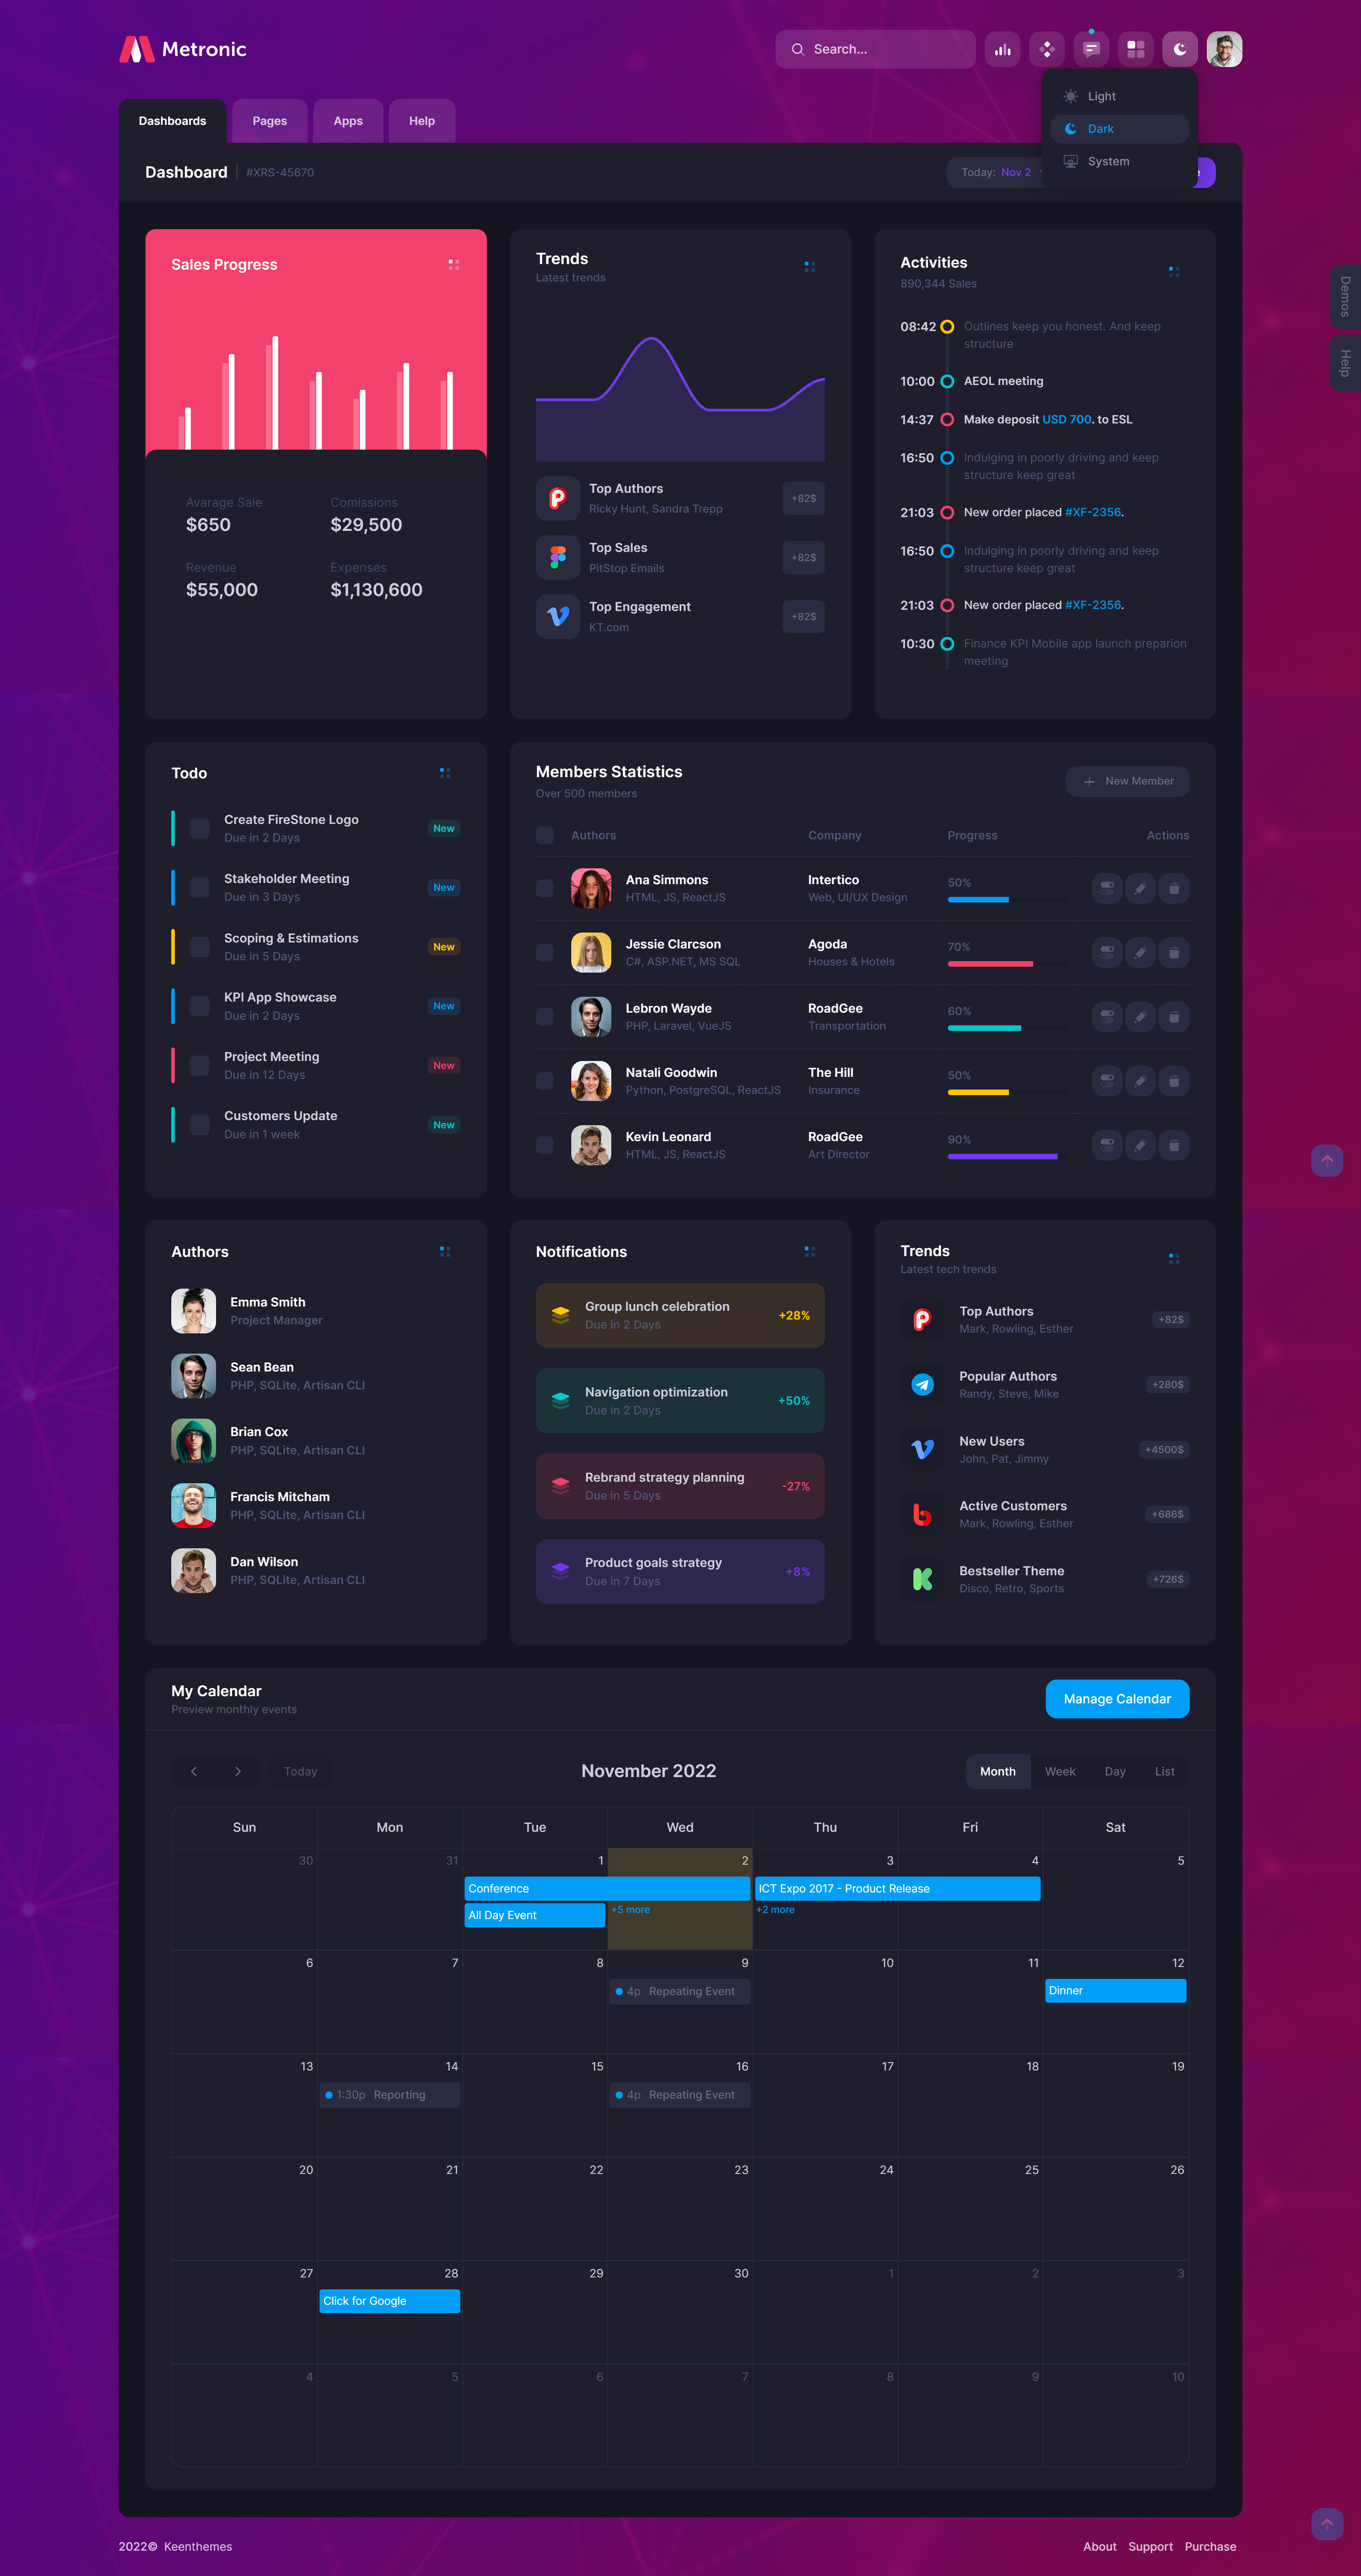 Metronic
Search...
Light
Dark
System
Dashboards
Pages
Apps
Help
Dashboard
#XRS-45670
Today: Nov 2
Demos
Help
Sales Progress
Avarage Sale
Comissions
$650
$29,500
Revenue
Expenses
$55,000
$1,130,600
Trends
Latest trends
Top Authors
Ricky Hunt, Sandra Trepp
+82$
Top Sales
PitStop Emails
+82$
Top Engagement
KT.com
+82$
Activities
890,344 Sales
08:42
Outlines keep you honest. And keep
structure
10:00
AEOL meeting
14:37
Make deposit USD 700. to ESL
16:50
Indulging in poorly driving and keep
structure keep great
21:03
New order placed #XF-2356.
16:50
Indulging in poorly driving and keep
structure keep great
21:03
New order placed #XF-2356.
10:30
Finance KPI Mobile app launch preparion
meeting
Todo
Create FireStone Logo
Due in 2 Days
New
Stakeholder Meeting
Due in 3 Days
New
Scoping & Estimations
Due in 5 Days
New
KPI App Showcase
Due in 2 Days
New
Project Meeting
Due in 12 Days
New
Customers Update
Due in 1 week
New
Members Statistics
Over 500 members
New Member
Authors
Company
Progress
Actions
Ana Simmons
HTML, JS, ReactJS
Intertico
Web, UI/UX Design
50%
Jessie Clarcson
C#, ASP.NET, MS SQL
Agoda
Houses & Hotels
70%
Lebron Wayde
PHP, Laravel, VueJS
RoadGee
Transportation
60%
Natali Goodwin
Python, PostgreSQL, ReactJS
The Hill
Insurance
50%
Kevin Leonard
HTML, JS, ReactJS
RoadGee
Art Director
90%
Authors
Emma Smith
Project Manager
Sean Bean
PHP, SQLite, Artisan CLI
Brian Cox
PHP, SQLite, Artisan CLI
Francis Mitcham
PHP, SQLite, Artisan CLI
Dan Wilson
PHP, SQLite, Artisan CLI
Notifications
Group lunch celebration
Due in 2 Days
+28%
Navigation optimization
Due in 2 Days
+50%
Rebrand strategy planning
Due in 5 Days
-27%
Product goals strategy
Due in 7 Days
+8%
Trends
Latest tech trends
Top Authors
Mark, Rowling, Esther
+82$
Popular Authors
Randy, Steve, Mike
+280$
New Users
John, Pat, Jimmy
+4500$
Active Customers
Mark, Rowling, Esther
+686$
Bestseller Theme
Disco, Retro, Sports
+726$
My Calendar
Preview monthly events
Manage Calendar
Today
November 2022
Month
Week
Day
List
Sun
Mon
Tue
Wed
Thu
Fri
Sat
30
31
1
2
3
4
5
Conference
ICT Expo 2017 - Product Release
All Day Event
+5 more
+2 more
6
7
8
9
10
11
12
4p Repeating Event
Dinner
13
14
15
16
17
18
19
1:30p Reporting
4p Repeating Event
20
21
22
23
24
25
26
27
28
29
30
1
2
3
Click for Google
4
5
6
7
8
9
10
2022© Keenthemes
About
Support
Purchase